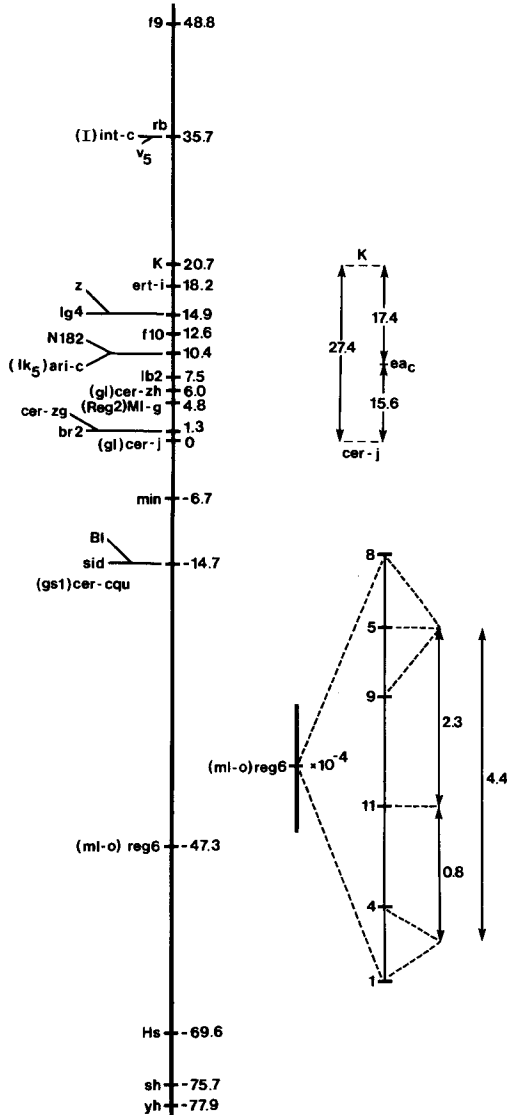 f9 48.8
rb 35.7
(I)int-c
v5
K 20.7
ert-i 18.2
z
lg4 14.9
f10 12.6
N182
10.4
(lk5)ari-c
lb2 7.5
(gl)cer-zh 6.0
(Reg2)Ml-g 4.8
cer-zg
br2 1.3
(gl)cer-j 0
min -6.7
Bl
sid -14.7
(gs1)cer-cqu
(ml-o) reg6 -47.3
Hs -69.6
sh -75.7
yh -77.9
K
17.4
27.4
eac
15.6
cer-j
8
5
9
2.3
(ml-o)reg6 ×10-4
4.4
11
0.8
4
1